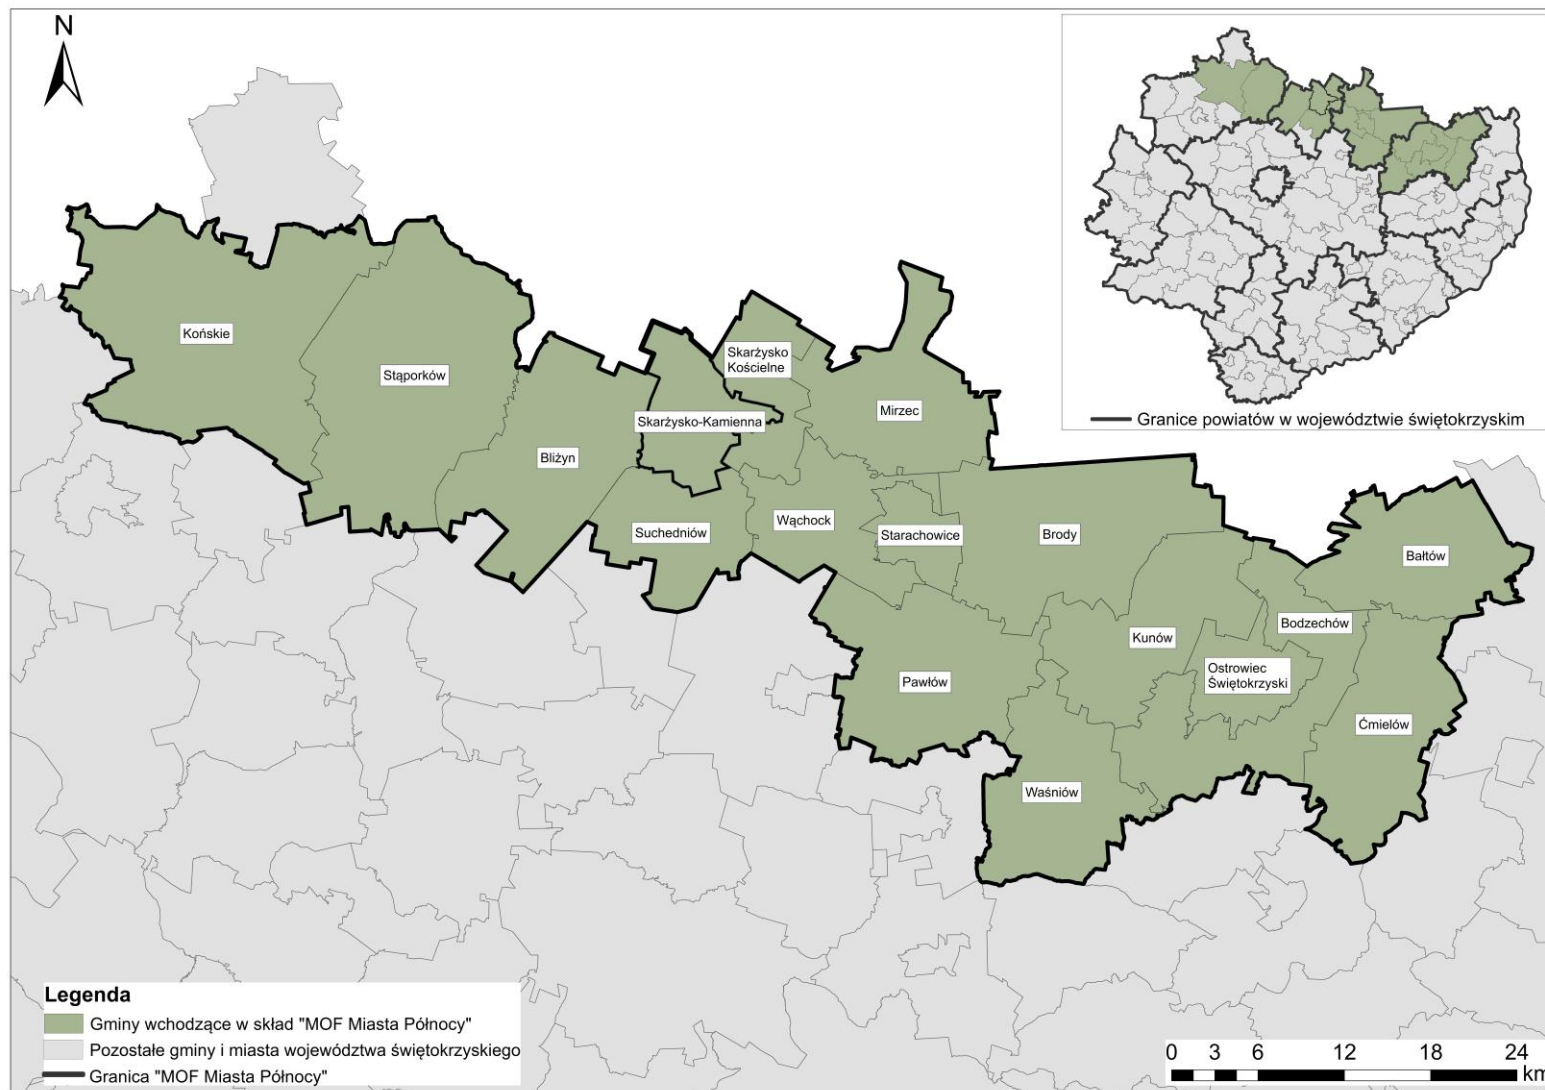 N
Granice powiatów w województwie świętokrzyskim
Końskie
Stąporków
Bliżyn
Skarżysko
Kościelne
Skarżysko-Kamienna
Mirzec
Suchedniów
Wąchock
Starachowice
Brody
Bałtów
Bodzechów
Kunów
Ostrowiec
Świętokrzyski
Pawłów
Ćmielów
Waśniów
Legenda
Gminy wchodzące w skład "MOF Miasta Północy"
Pozostałe gminy i miasta województwa świętokrzyskiego
Granica "MOF Miasta Północy"
0 3 6 12 18 24
km